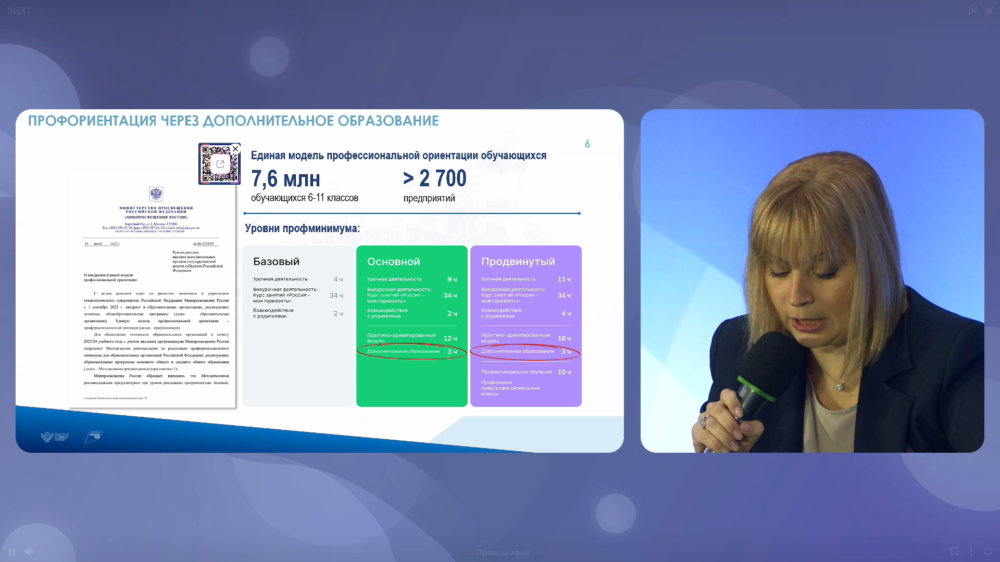 ВЦХТ
ПРОФОРИЕНТАЦИЯ ЧЕРЕЗ ДОПОЛНИТЕЛЬНОЕ ОБРАЗОВАНИЕ
6
Единая модель профессиональной ориентации обучающихся
7,6 млн
обучающихся 6-11 классов
> 2 700
предприятий
МИНИСТЕРСТВО ПРОСВЕЩЕНИЯ
РОССИЙСКОЙ ФЕДЕРАЦИИ
(МИНПРОСВЕЩЕНИЯ РОССИИ)
Каретный Ряд, д. 2, Москва, 127006
Тел. (495) 539-55-19; факс (495) 587-01-13; e-mail: info@edu.gov.ru
01 июня 2023 г.
№ АБ-2324/05
Руководителям
высших исполнительных
органов государственной
власти субъектов Российской
Федерации
О внедрении Единой модели
профессиональной ориентации
С целью решения задач по развитию экономики и укреплению
технологического суверенитета Российской Федерации Минпросвещения России
с 1 сентября 2023 г. внедряет в образовательных организациях, реализующих
основные общеобразовательные программы (далее — образовательные
организации), Единую модель профессиональной ориентации –
профориентационный минимум (далее – профминимум).
Для обеспечения готовности образовательных организаций к началу
2023/24 учебного года с учетом введения профминимума Минпросвещения России
направляет Методические рекомендации по реализации профориентационного
минимума для образовательных организаций Российской Федерации, реализующих
образовательные программы основного общего и среднего общего образования
(далее – Методические рекомендации) (приложение 1).
Минпросвещения России обращает внимание, что Методическими
рекомендациями предусмотрено три уровня реализации профминимума: базовый,
О внедрении Единой модели профессиональной ориентации - 05
Уровни профминимума:
Базовый
Урочная деятельность 4 ч
Внеурочная деятельность:
Курс занятий «Россия – 34 ч
мои горизонты»
Взаимодействие
с родителями 2 ч
Основной
Урочная деятельность 9 ч
Внеурочная деятельность:
Курс занятий «Россия – 34 ч
мои горизонты»
Взаимодействие
с родителями 2 ч
Практико-ориентированный
модуль 12 ч
Дополнительное образование 3 ч
Продвинутый
Урочная деятельность 11 ч
Внеурочная деятельность:
Курс занятий «Россия – 34 ч
мои горизонты»
Взаимодействие
с родителями 4 ч
Практико-ориентированный
модуль 18 ч
Дополнительное образование 3 ч
Профессиональное обучение 10 ч
Профильные
предпрофессиональные
классы
Прямой эфир